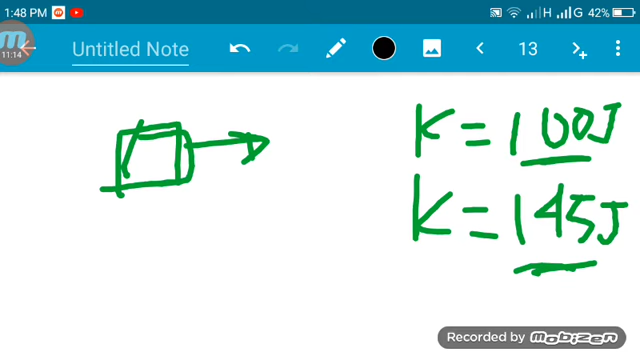 1:48 PM H G 42%
11:14 Untitled Note 13
K = 100J
K = 145J
Recorded by mobizen